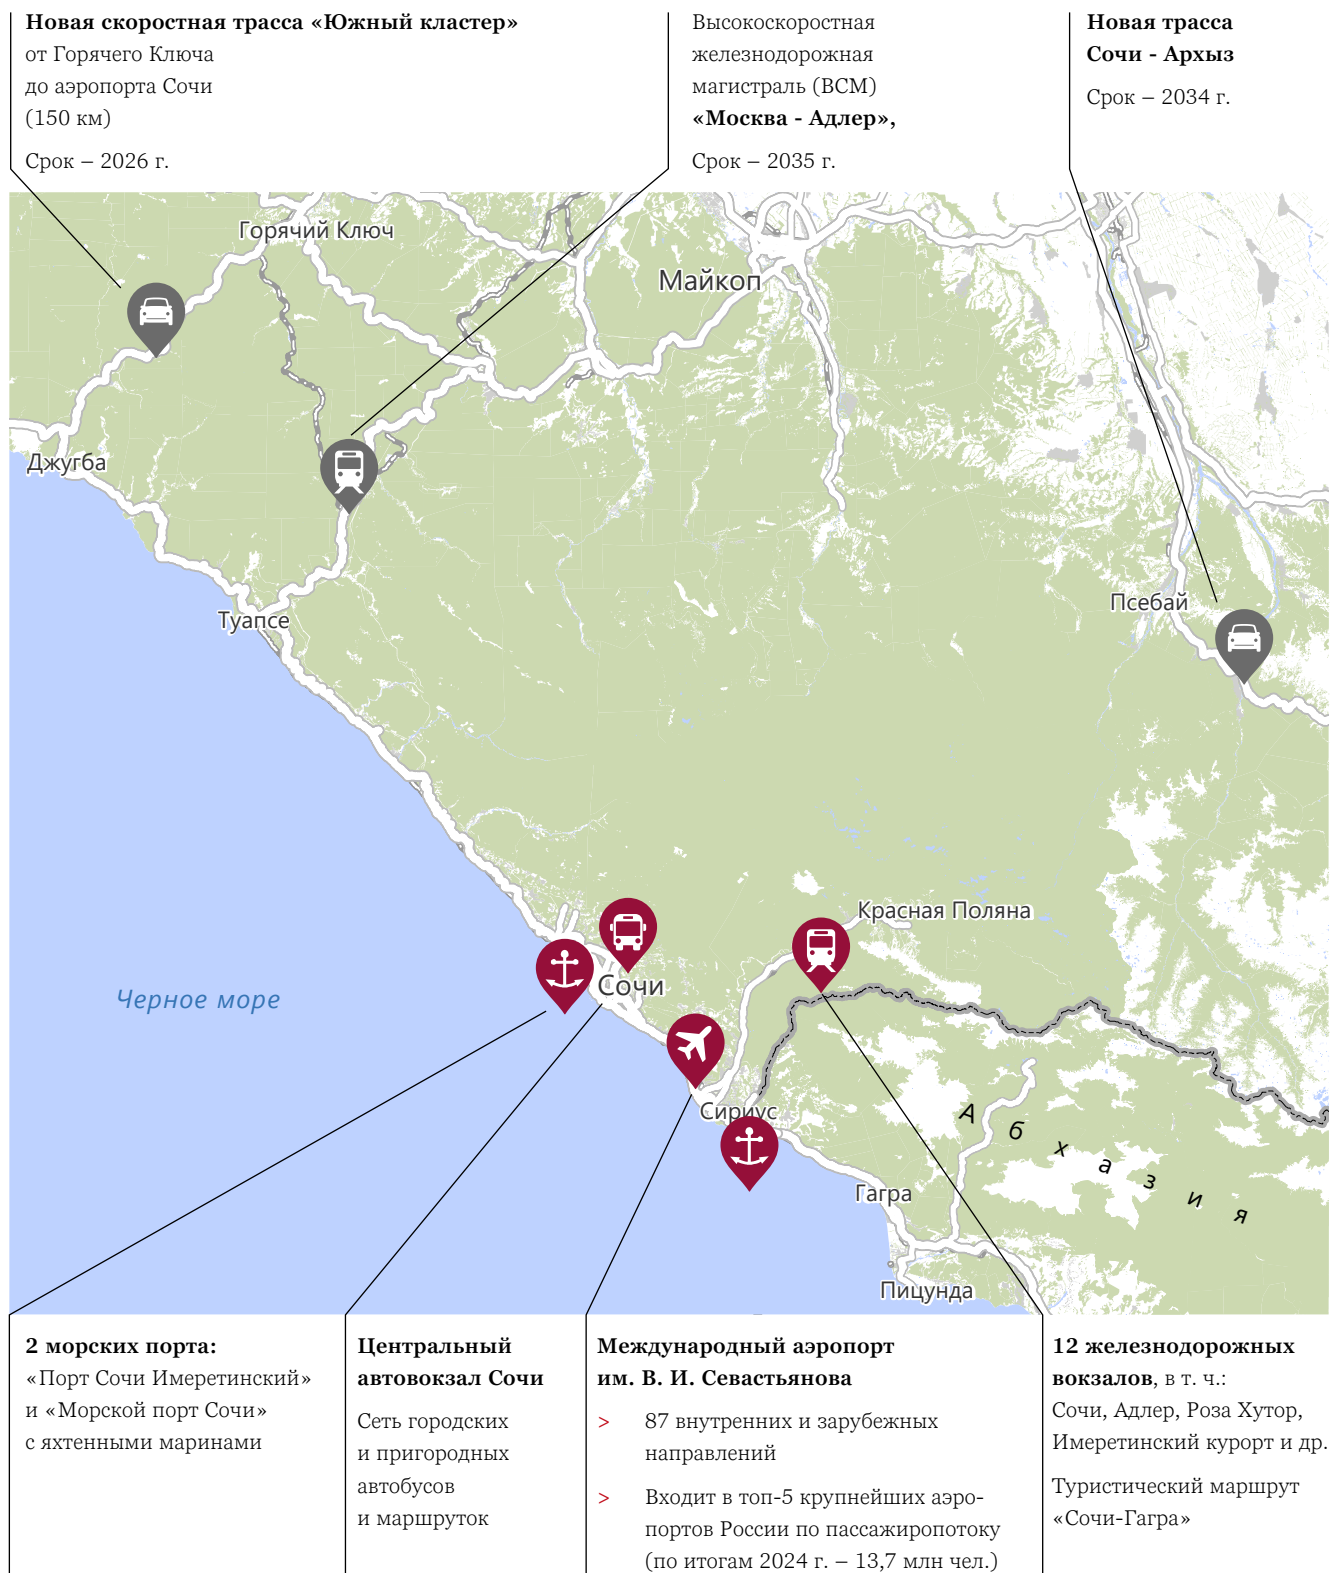 Новая скоростная трасса «Южный кластер»
от Горячего Ключа
до аэропорта Сочи
(150 км)
Срок – 2026 г.
Высокоскоростная
железнодорожная
магистраль (ВСМ)
«Москва - Адлер»,
Срок – 2035 г.
Новая трасса
Сочи - Архыз
Срок – 2034 г.
Горячий Ключ
Майкоп
Джугба
Туапсе
Псебай
Красная Поляна
Сочи
Черное море
Сириус
Абхазия
Гагра
Пицунда
2 морских порта:
«Порт Сочи Имеретинский»
и «Морской порт Сочи»
с яхтенными маринами
Центральный
автовокзал Сочи
Сеть городских
и пригородных
автобусов
и маршруток
Международный аэропорт
им. В. И. Севастьянова
> 87 внутренних и зарубежных
направлений
> Входит в топ-5 крупнейших аэро-
портов России по пассажиропотоку
(по итогам 2024 г. – 13,7 млн чел.)
12 железнодорожных
вокзалов, в т. ч.:
Сочи, Адлер, Роза Хутор,
Имеретинский курорт и др.
Туристический маршрут
«Сочи-Гагра»